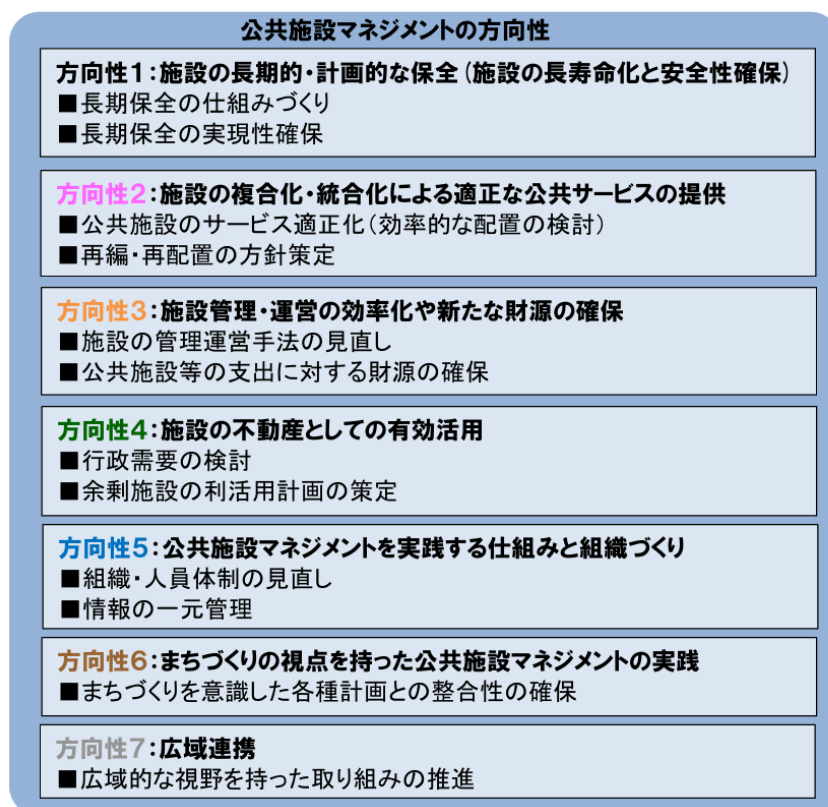 公共施設マネジメントの方向性
方向性1：施設の長期的・計画的な保全（施設の長寿命化と安全性確保）
■長期保全の仕組みづくり
■長期保全の実現性確保
方向性2：施設の複合化・統合化による適正な公共サービスの提供
■公共施設のサービス適正化（効率的な配置の検討）
■再編・再配置の方針策定
方向性3：施設管理・運営の効率化や新たな財源の確保
■施設の管理運営手法の見直し
■公共施設等の支出に対する財源の確保
方向性4：施設の不動産としての有効活用
■行政需要の検討
■余剰施設の利活用計画の策定
方向性5：公共施設マネジメントを実践する仕組みと組織づくり
■組織・人員体制の見直し
■情報の一元管理
方向性6：まちづくりの視点を持った公共施設マネジメントの実践
■まちづくりを意識した各種計画との整合性の確保
方向性7：広域連携
■広域的な視野を持った取り組みの推進